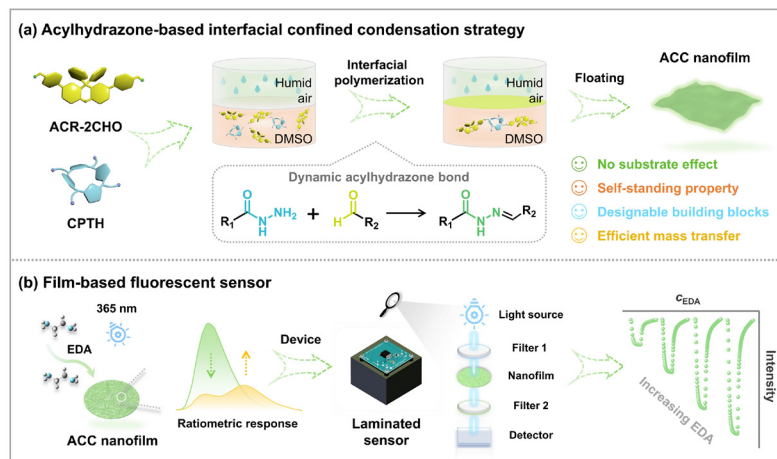 (a) Acylhydrazone-based interfacial confined condensation strategy
ACR-2CHO
CPTH
Humid
air
DMSO
Interfacial
polymerization
Humid
air
DMSO
Floating
ACC nanofilm
Dynamic acylhydrazone bond
R1
O
N
H
NH2
+
O
H
R2
R1
O
N
H
N
R2
No substrate effect
Self-standing property
Designable building blocks
Efficient mass transfer
(b) Film-based fluorescent sensor
365 nm
EDA
ACC nanofilm
Ratiometric response
Device
Laminated
sensor
Light source
Filter 1
Nanofilm
Filter 2
Detector
cEDA
Intensity
Increasing EDA